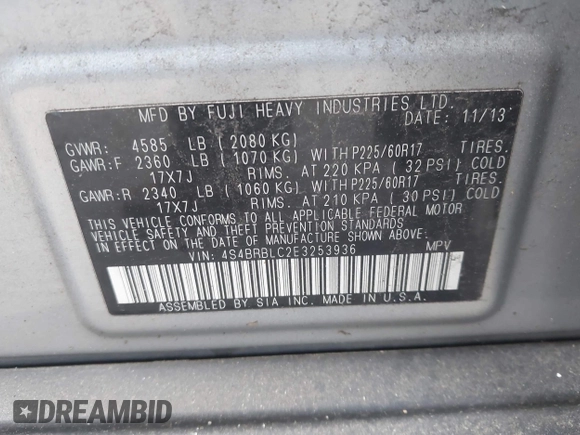 MFD BY FUJI HEAVY INDUSTRIES LTD.
DATE: 11/13
GVWR: 4585 LB (2080 KG)
GAWR:F 2360 LB (1070 KG) WITH P225/60R17 TIRES.
17X7J RIMS. AT 220 KPA (32 PSI) COLD
GAWR:R 2340 LB (1060 KG) WITH P225/60R17 TIRES.
17X7J RIMS. AT 210 KPA (30 PSI) COLD
THIS VEHICLE CONFORMS TO ALL APPLICABLE FEDERAL MOTOR
VEHICLE SAFETY AND THEFT PREVENTION STANDARDS
IN EFFECT ON THE DATE OF MANUFACTURE SHOWN ABOVE.
VIN: 4S4BRBLC2E3253936 MPV
ASSEMBLED BY SIA INC. MADE IN U.S.A.
DREAMBID